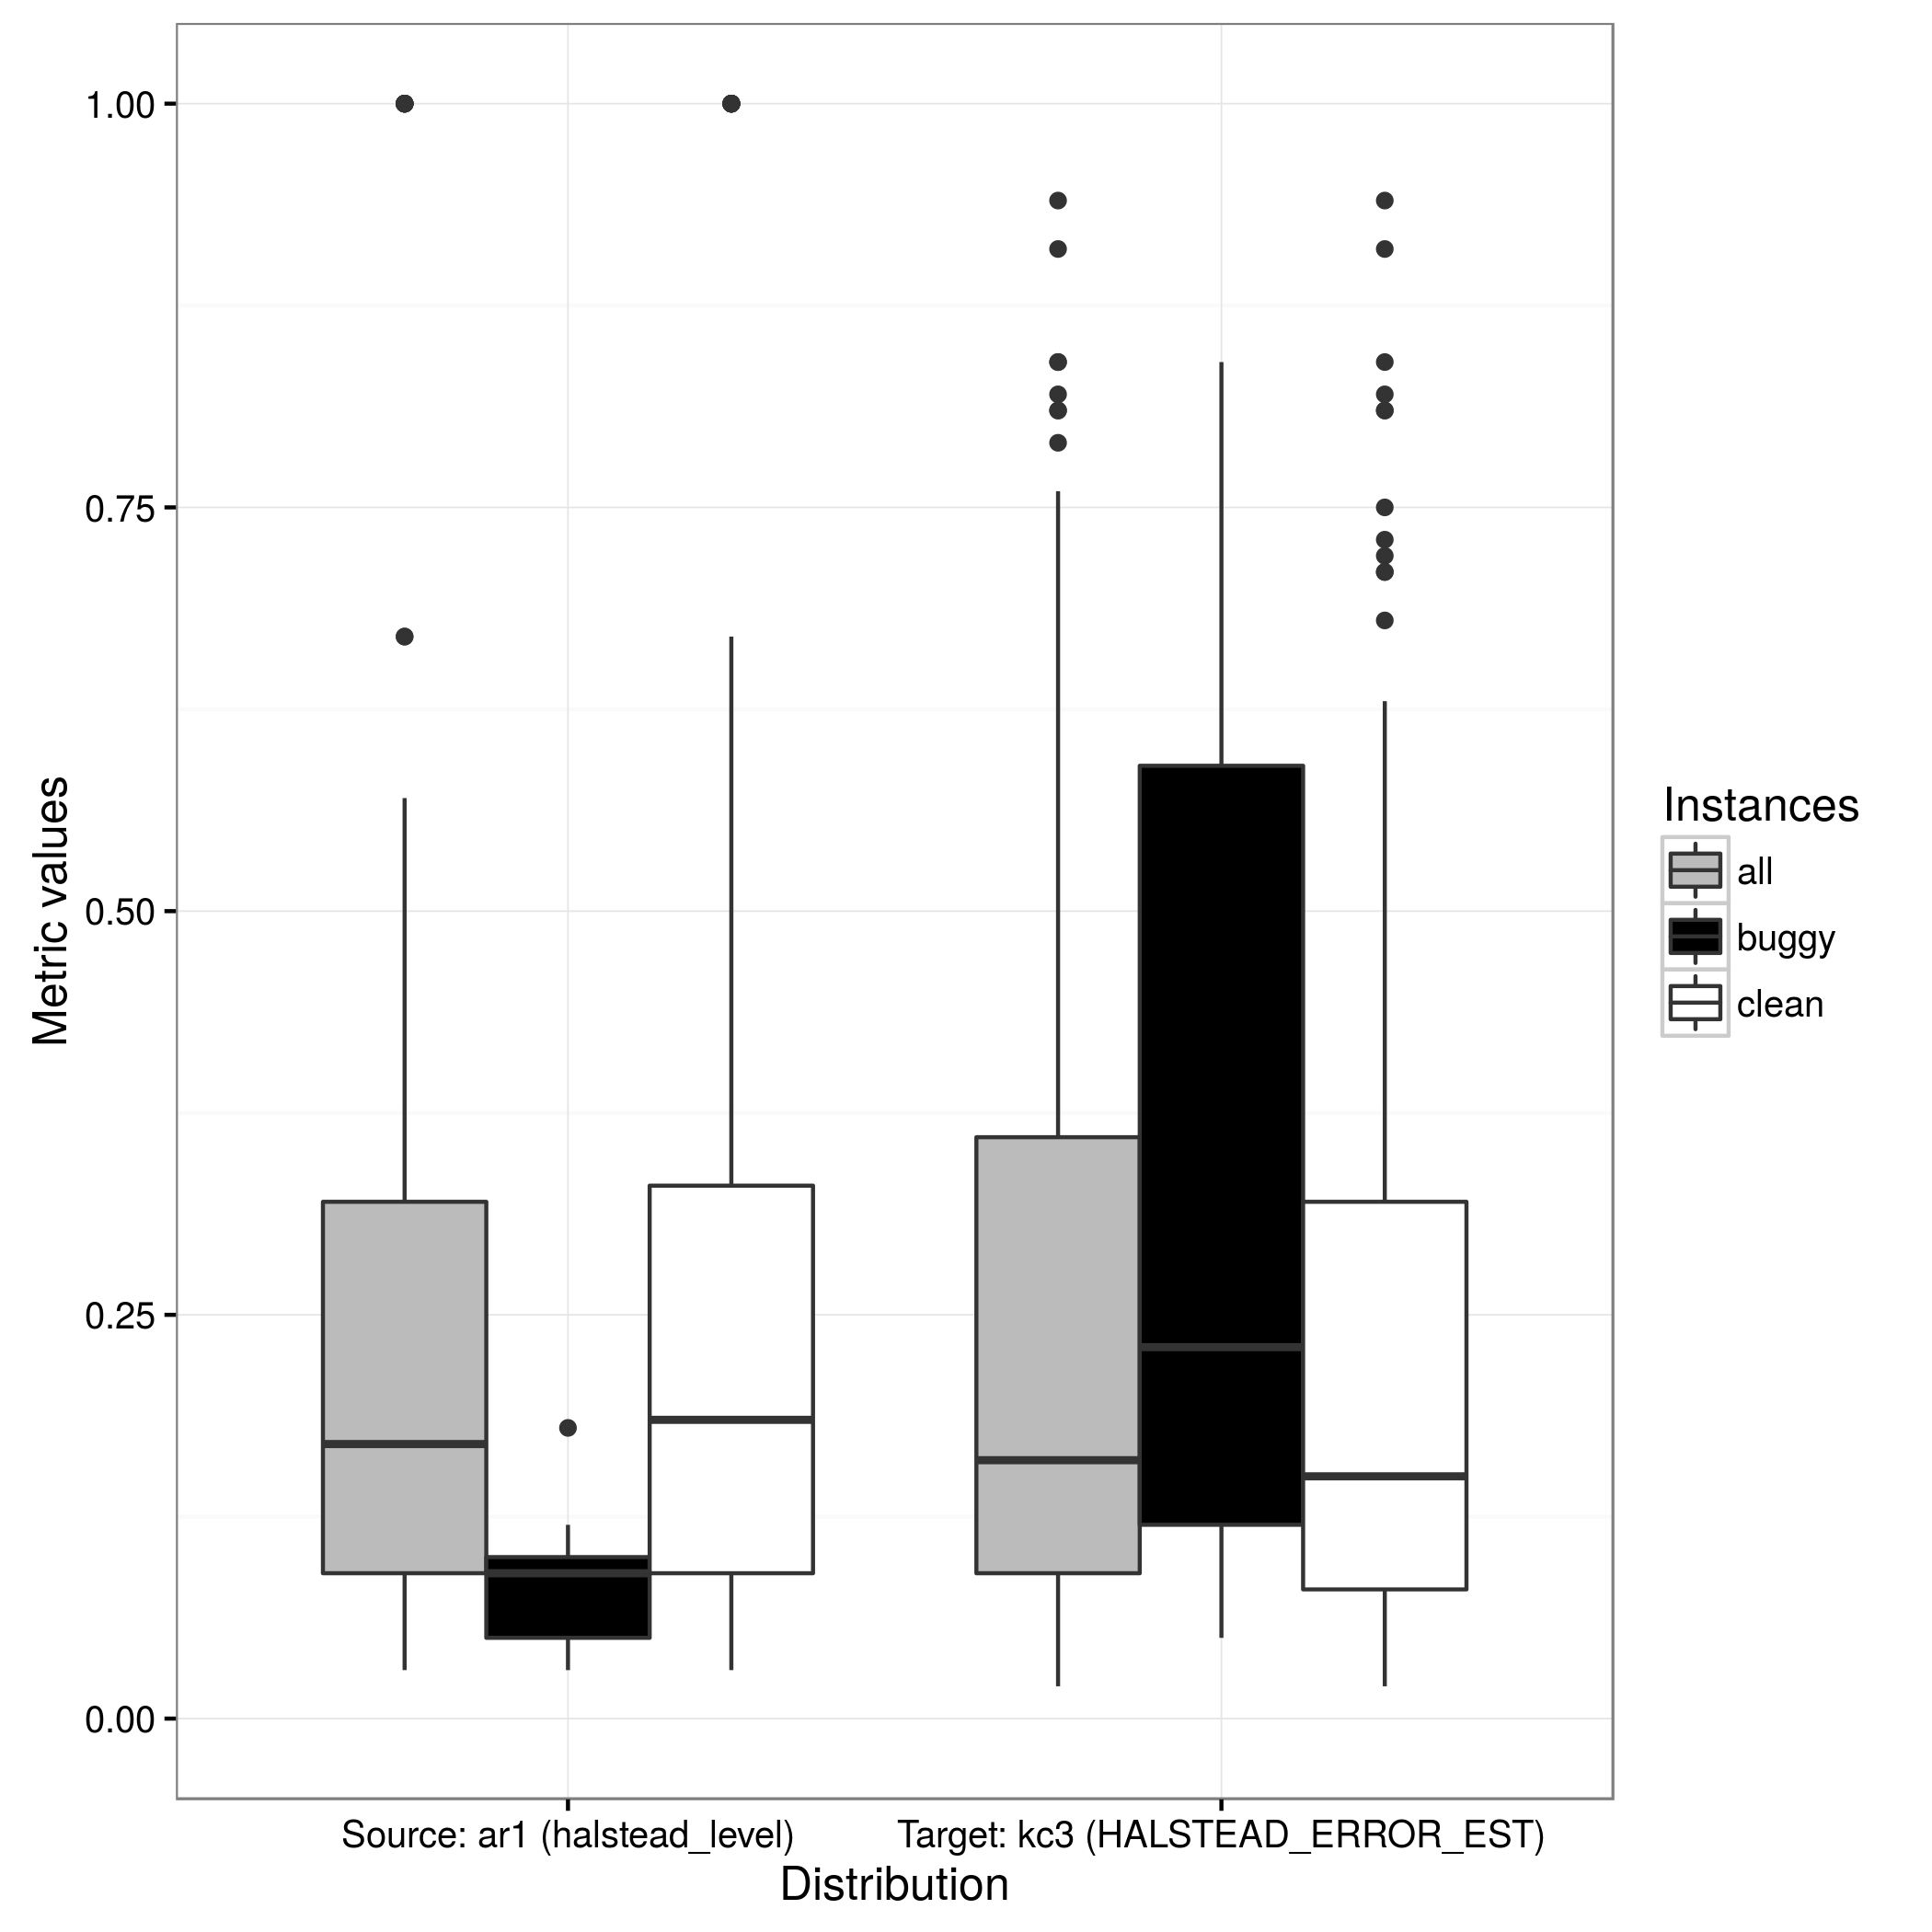 1.00
0.75
0.50
0.25
0.00
Metric values
Source: ar1 (halstead_level)
Target: kc3 (HALSTEAD_ERROR_EST)
Distribution
Instances
all
buggy
clean